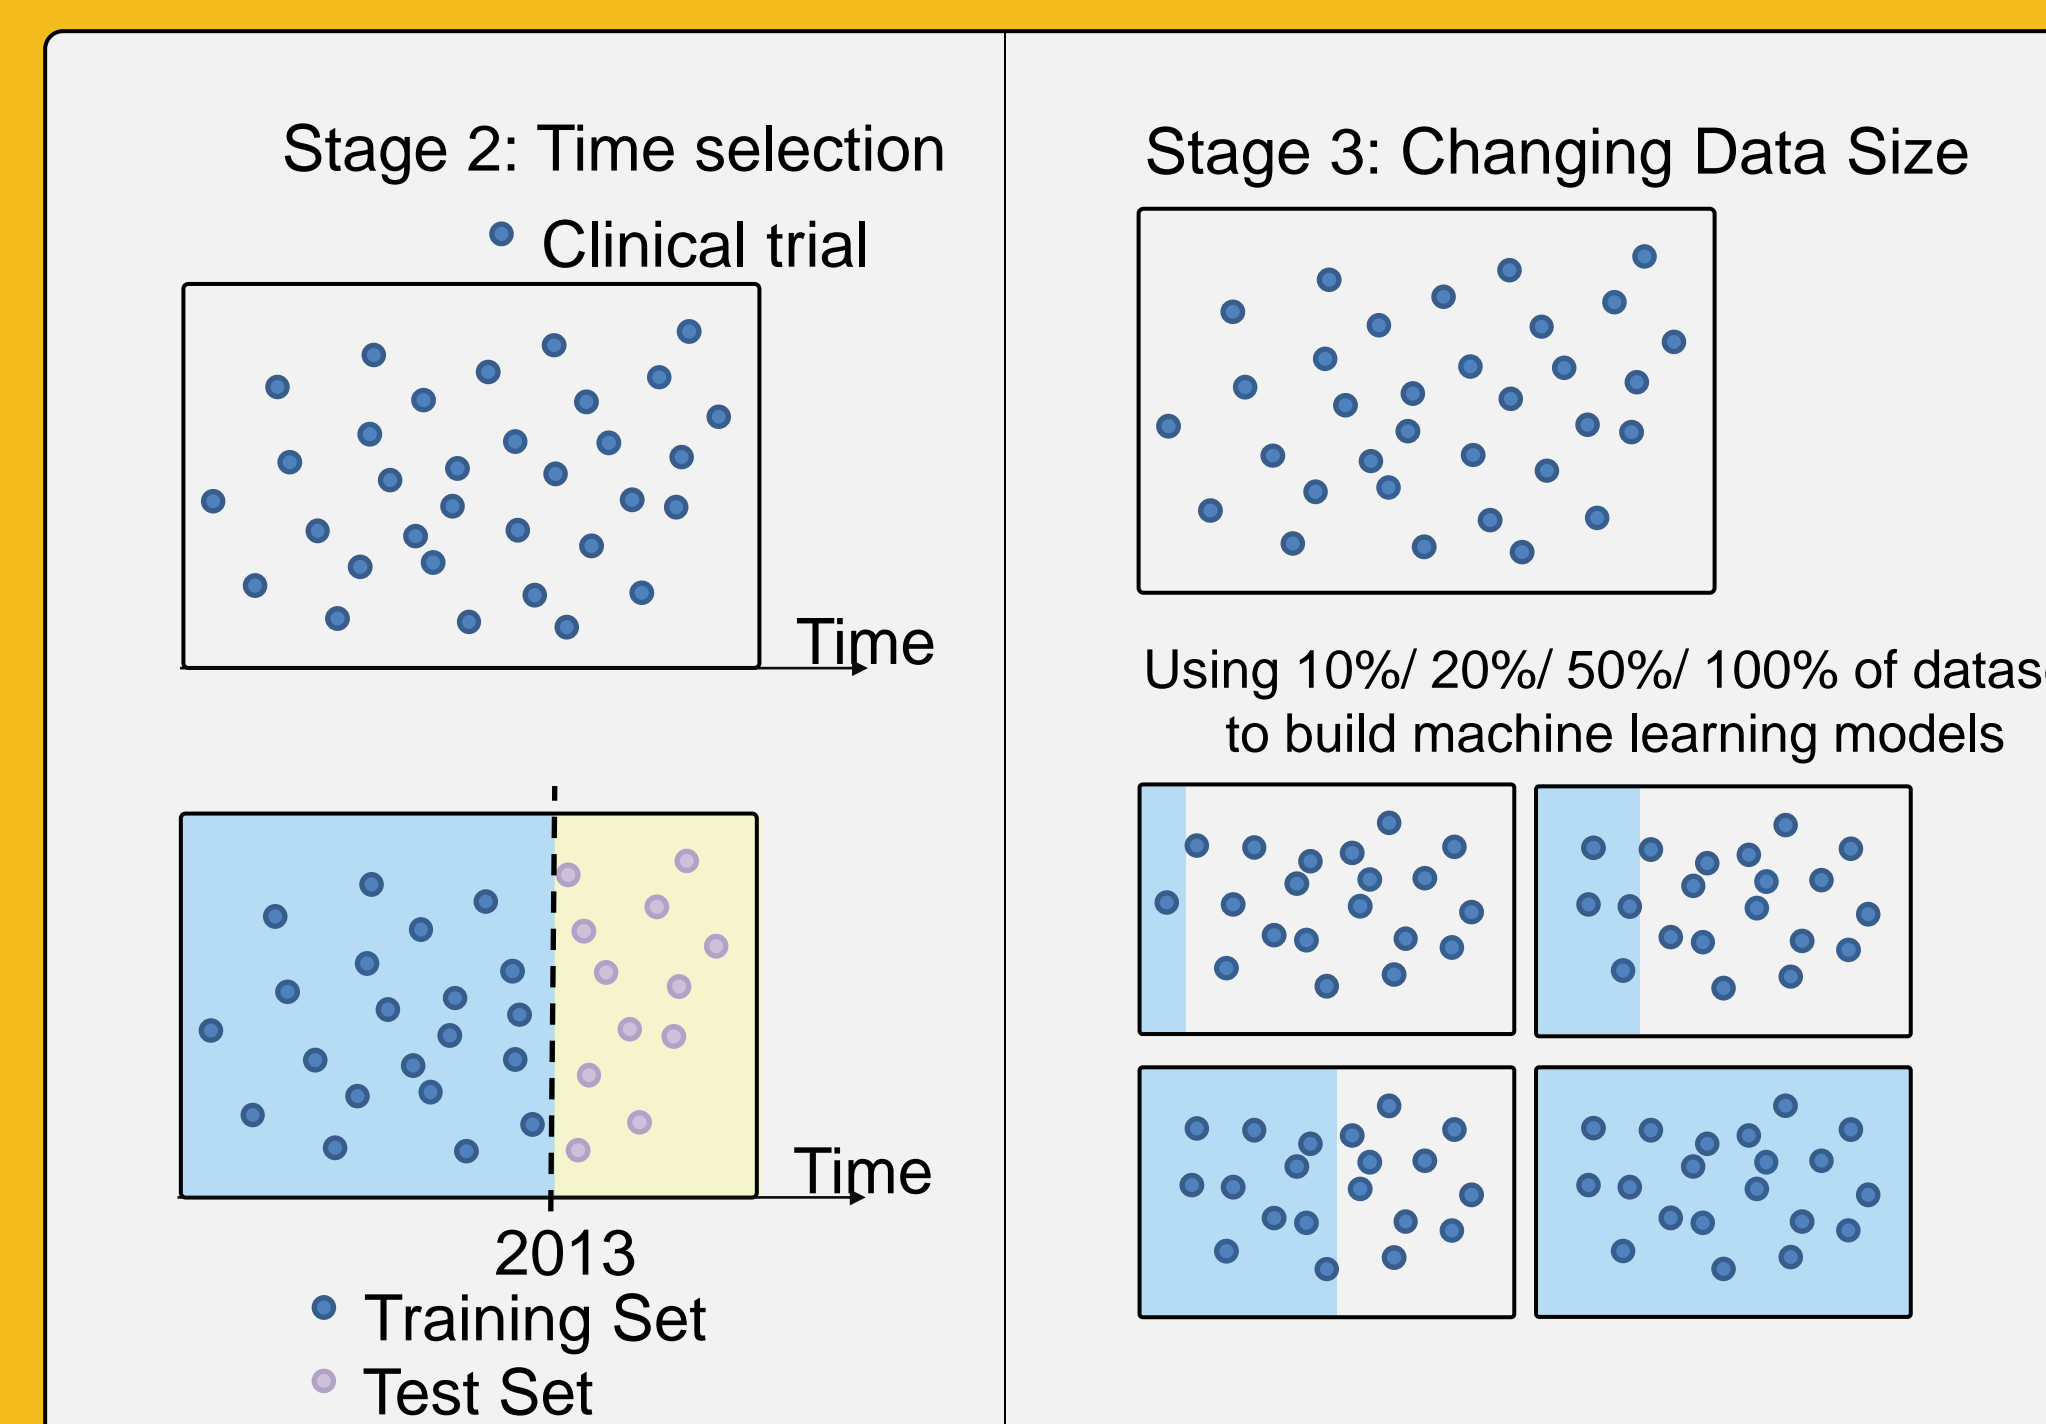 Stage 2: Time selection
Clinical trial
Time
Time
2013
Training Set
Test Set
Stage 3: Changing Data Size
Using 10%/ 20%/ 50%/ 100% of
to build machine learning models